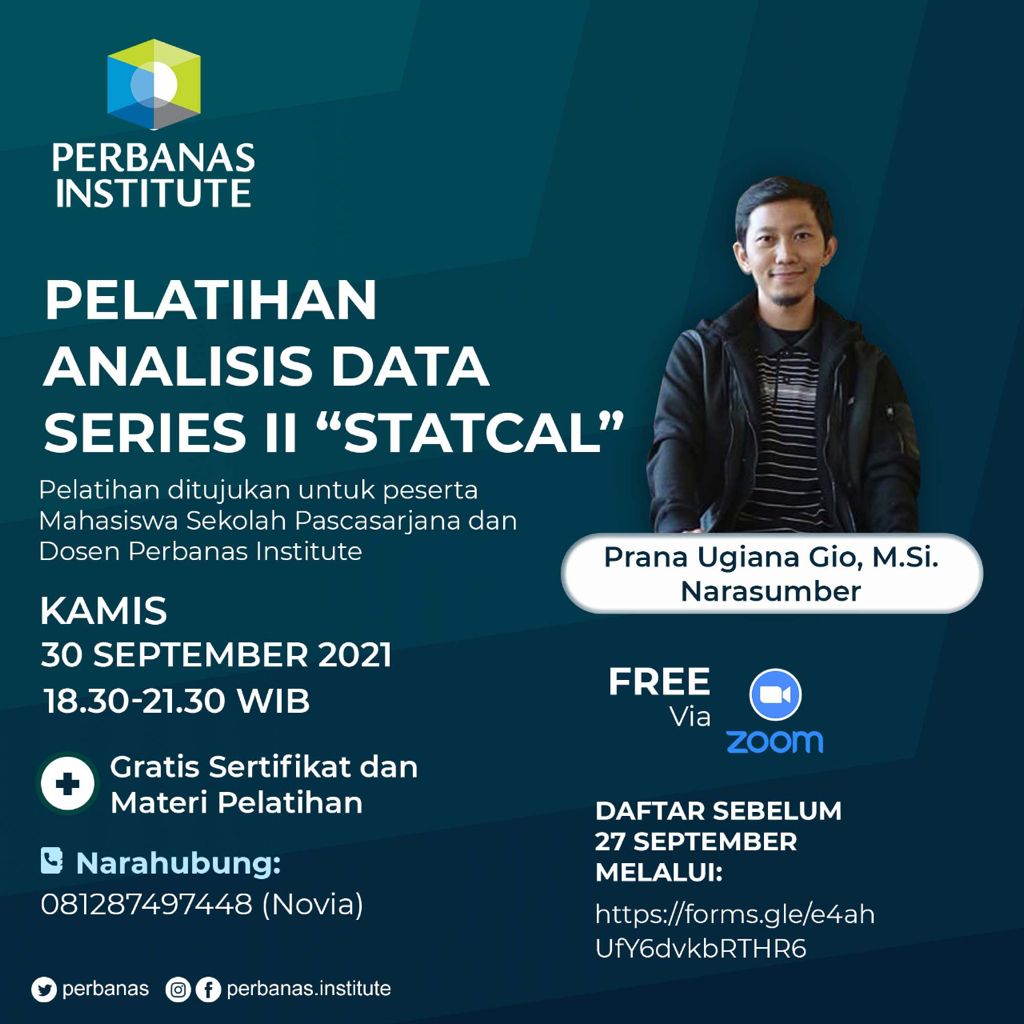 PERBANAS
INSTITUTE
PELATIHAN
ANALISIS DATA
SERIES II “STATCAL”
Pelatihan ditujukan untuk peserta
Mahasiswa Sekolah Pascasarjana dan
Dosen Perbanas Institute
KAMIS
30 SEPTEMBER 2021
18.30-21.30 WIB
Gratis Sertifikat dan
Materi Pelatihan
Narahubung:
081287497448 (Novia)
perbanas
perbanas.institute
Prana Ugiana Gio, M.Si.
Narasumber
FREE
Via
zoom
DAFTAR SEBELUM
27 SEPTEMBER
MELALUI:
https://forms.gle/e4ah
UfY6dvkbRTHR6